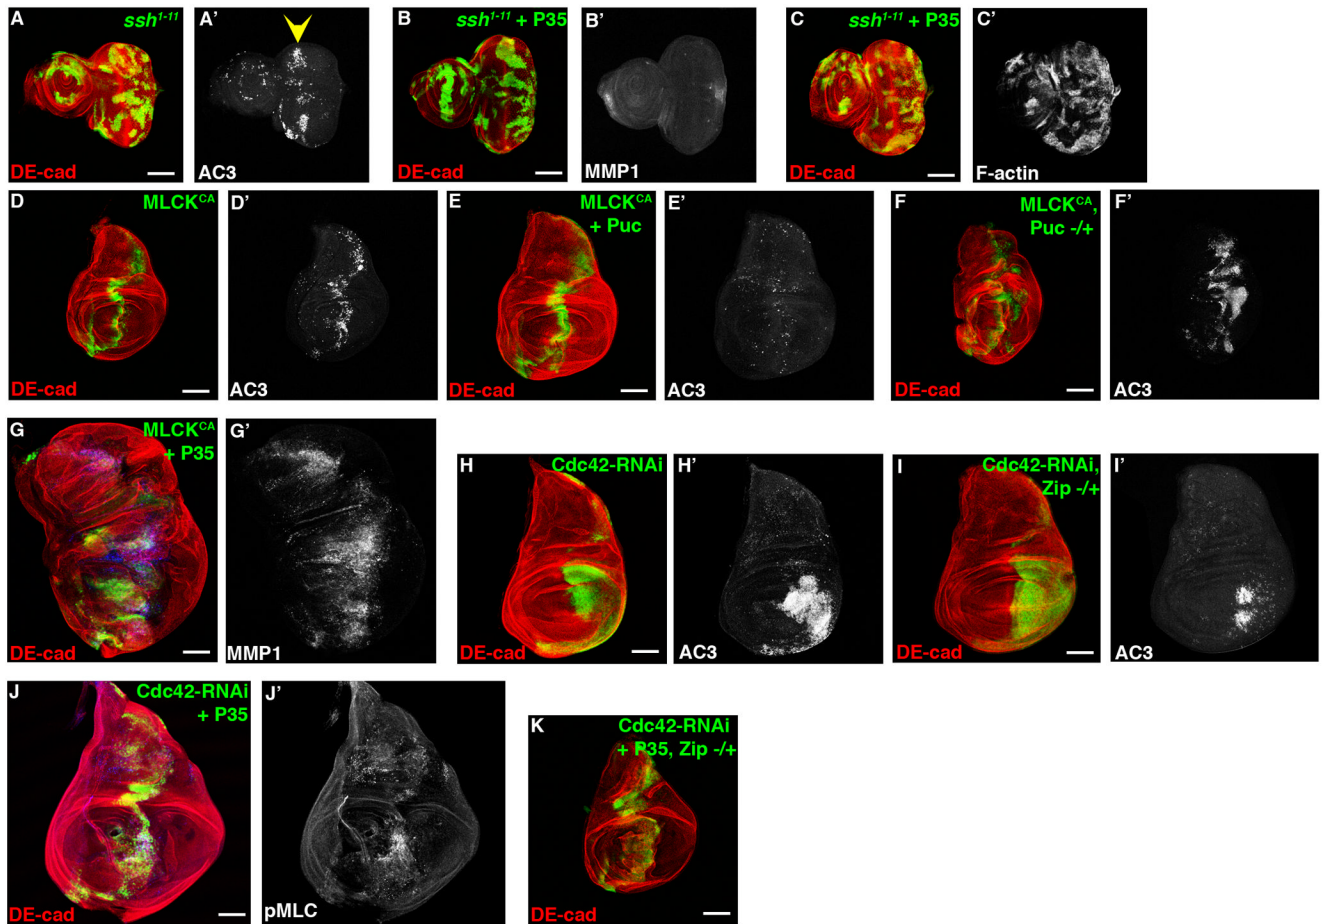 A
ssh1-11
DE-cad
A’
AC3
B
ssh1-11 + P35
DE-cad
B’
MMP1
C
ssh1-11 + P35
DE-cad
C’
F-actin
D
MLCKCA
DE-cad
D’
AC3
E
MLCKCA
+ Puc
DE-cad
E’
AC3
F
MLCKCA,
Puc -/+
DE-cad
F’
AC3
G
MLCKCA
+ P35
DE-cad
G’
MMP1
H
Cdc42-RNAi
DE-cad
H’
AC3
I
Cdc42-RNAi,
Zip -/+
DE-cad
I’
AC3
J
Cdc42-RNAi
+ P35
DE-cad
J’
pMLC
K
Cdc42-RNAi
+ P35, Zip -/+
DE-cad